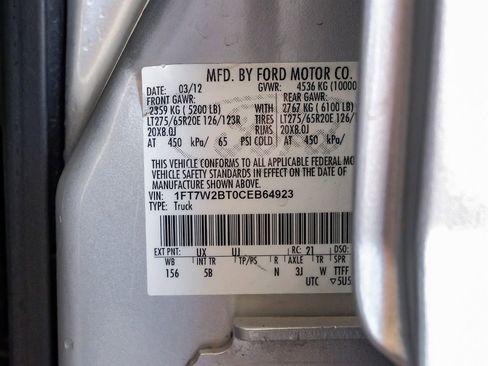 MFD. BY FORD MOTOR CO.
DATE: 03/12 GVWR: 4536 KG (10000
FRONT GAWR: REAR GAWR:
2359 KG ( 5200 LB) WITH 2767 KG ( 6100 LB)
LT275/65R20E 126/123R TIRES LT275/65R20E 126/
20X8.0J RIMS 20X8.0J
AT 450 kPa/ 65 PSI COLD AT 450 kPa/
THIS VEHICLE CONFORMS TO ALL APPLICABLE FEDERAL MO
VEHICLE SAFETY STANDARDS IN EFFECT ON THE DATE OF
MANUFACTURE SHOWN ABOVE.
VIN: 1FT7W2BT0CEB64923
TYPE: Truck
EXT PNT: UX UJ RC: 21 DSO:
WB INT TR TP/PS R AXLE TR SPR
156 5B N 3J W TTFF
UTC ▽5U5